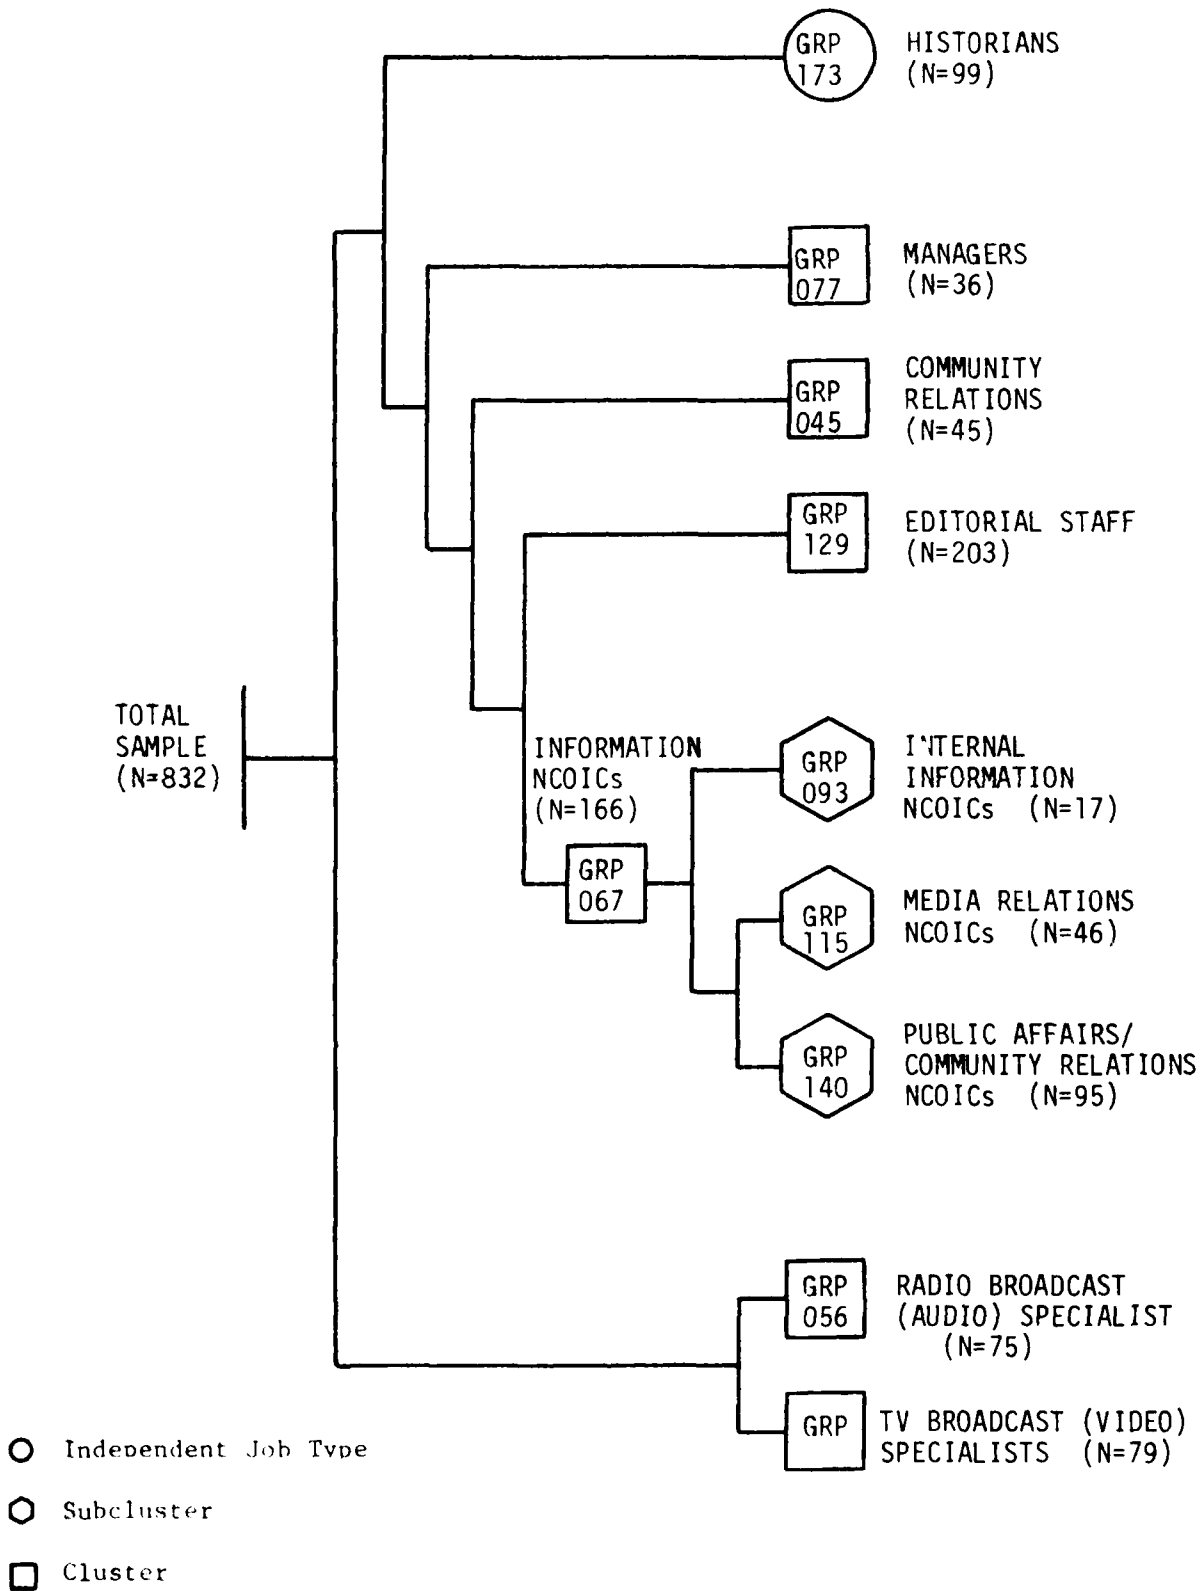 GRP
173
HISTORIANS
(N=99)
GRP
077
MANAGERS
(N=36)
GRP
045
COMMUNITY
RELATIONS
(N=45)
GRP
129
EDITORIAL STAFF
(N=203)
TOTAL
SAMPLE
(N=832)
INFORMATION
NCOICs
(N=166)
GRP
067
GRP
093
INTERNAL
INFORMATION
NCOICs (N=17)
GRP
115
MEDIA RELATIONS
NCOICs (N=46)
GRP
140
PUBLIC AFFAIRS/
COMMUNITY RELATIONS
NCOICs (N=95)
GRP
056
RADIO BROADCAST
(AUDIO) SPECIALIST
(N=75)
GRP
TV BROADCAST (VIDEO)
SPECIALISTS (N=79)
Independent Job Type
Subcluster
Cluster